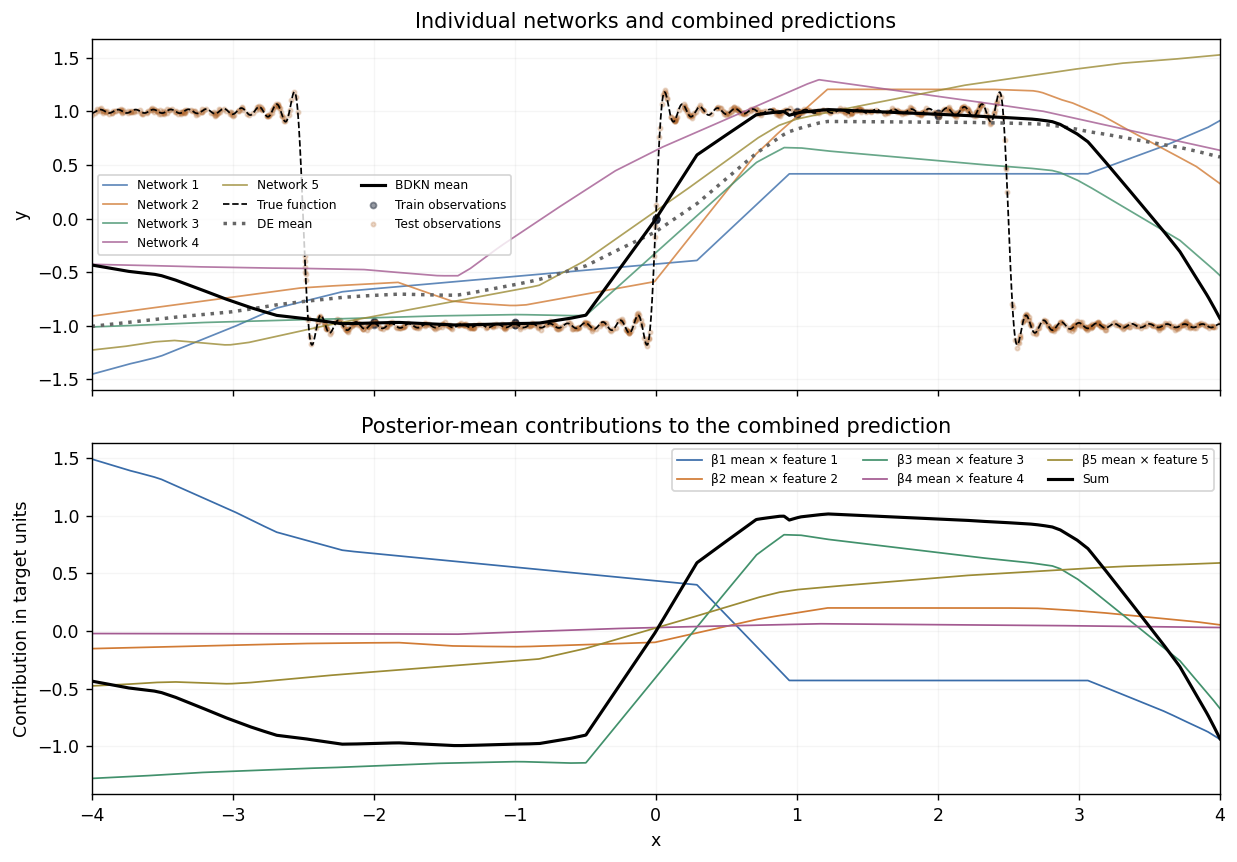 Individual networks and combined predictions
1.5
1.0
0.5
0.0
−0.5
−1.0
−1.5
y
Network 1
Network 2
Network 3
Network 4
Network 5
True function
DE mean
BDKN mean
Train observations
Test observations
Posterior-mean contributions to the combined prediction
1.5
1.0
0.5
0.0
−0.5
−1.0
Contribution in target units
β1 mean × feature 1
β2 mean × feature 2
β3 mean × feature 3
β4 mean × feature 4
β5 mean × feature 5
Sum
−4 −3 −2 −1 0 1 2 3 4
x